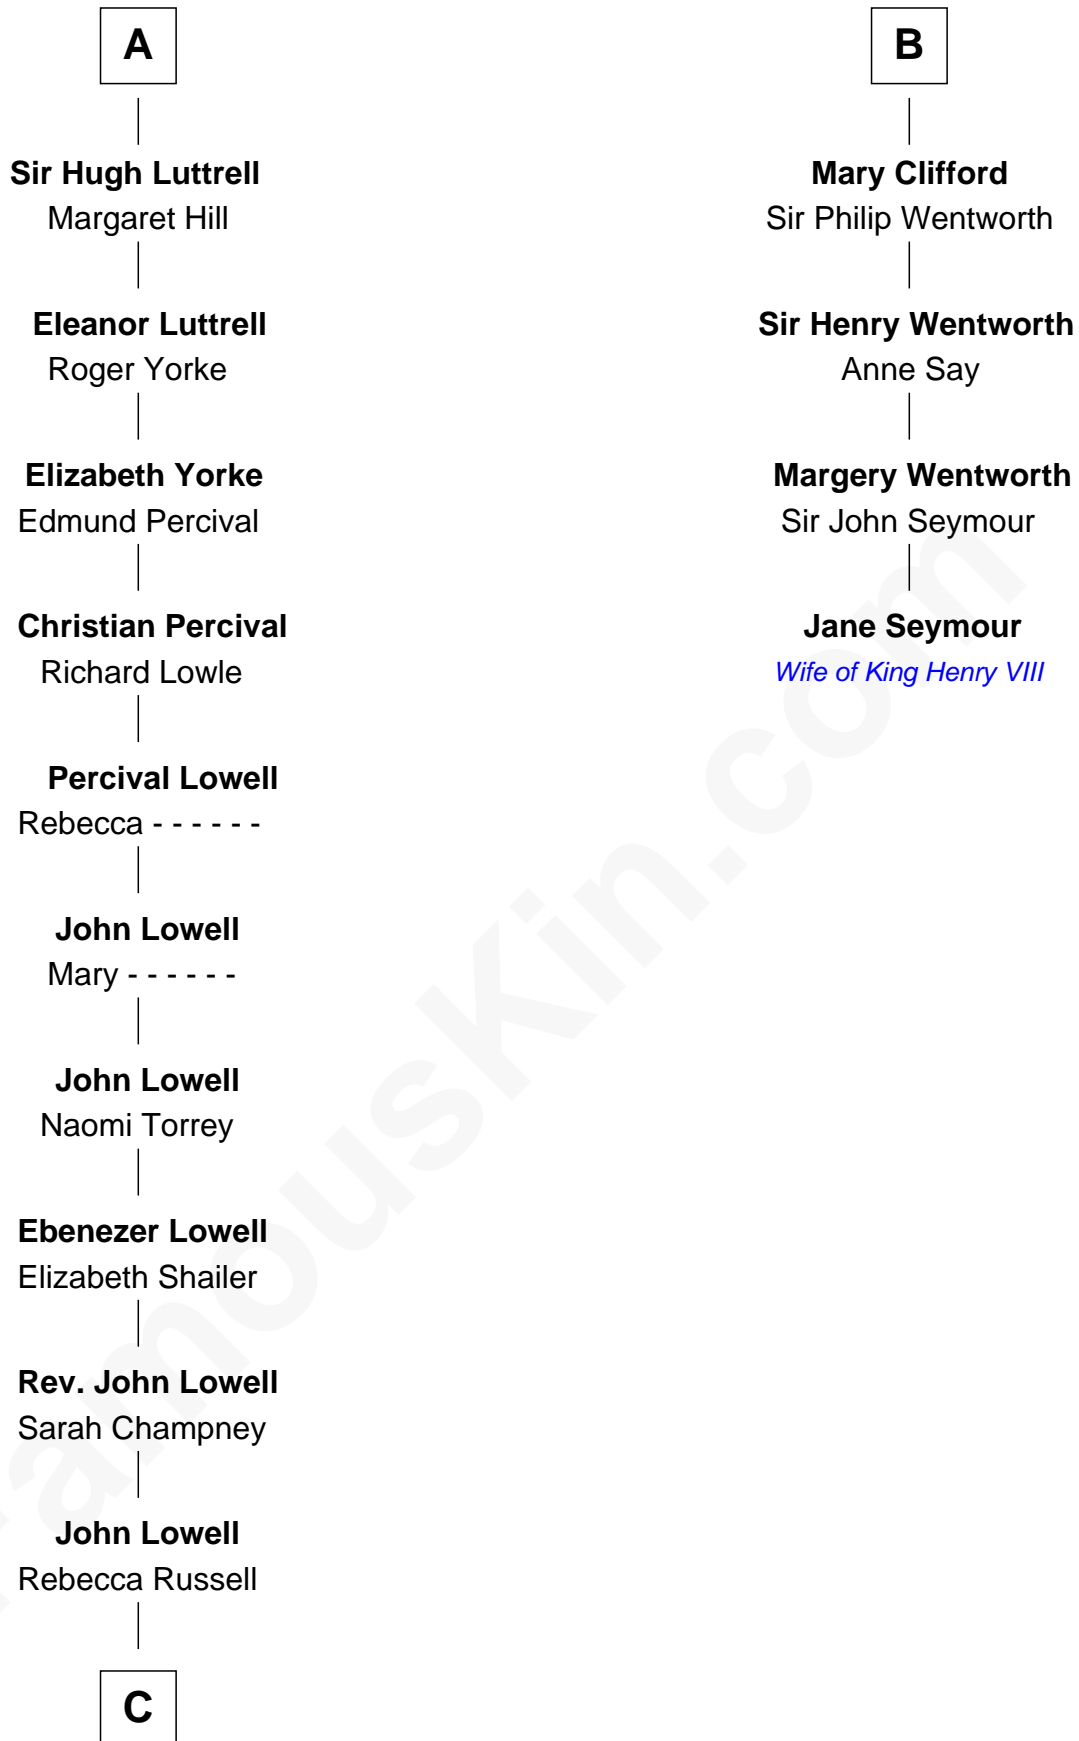 A
Sir Hugh Luttrell
Margaret Hill
Eleanor Luttrell
Roger Yorke
Elizabeth Yorke
Edmund Percival
Christian Percival
Richard Lowle
Percival Lowell
Rebecca - - - - - -
John Lowell
Mary - - - - - -
John Lowell
Naomi Torrey
Ebenezer Lowell
Elizabeth Shailer
Rev. John Lowell
Sarah Champney
John Lowell
Rebecca Russell
C
B
Mary Clifford
Sir Philip Wentworth
Sir Henry Wentworth
Anne Say
Margery Wentworth
Sir John Seymour
Jane Seymour
Wife of King Henry VIII
FamousKin.com